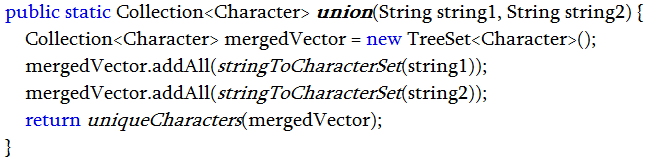 public static Collection<Character> union(String string1, String string2) {
Collection<Character> mergedVector = new TreeSet<Character>();
mergedVector.addAll(stringToCharacterSet(string1));
mergedVector.addAll(stringToCharacterSet(string2));
return uniqueCharacters(mergedVector);
}